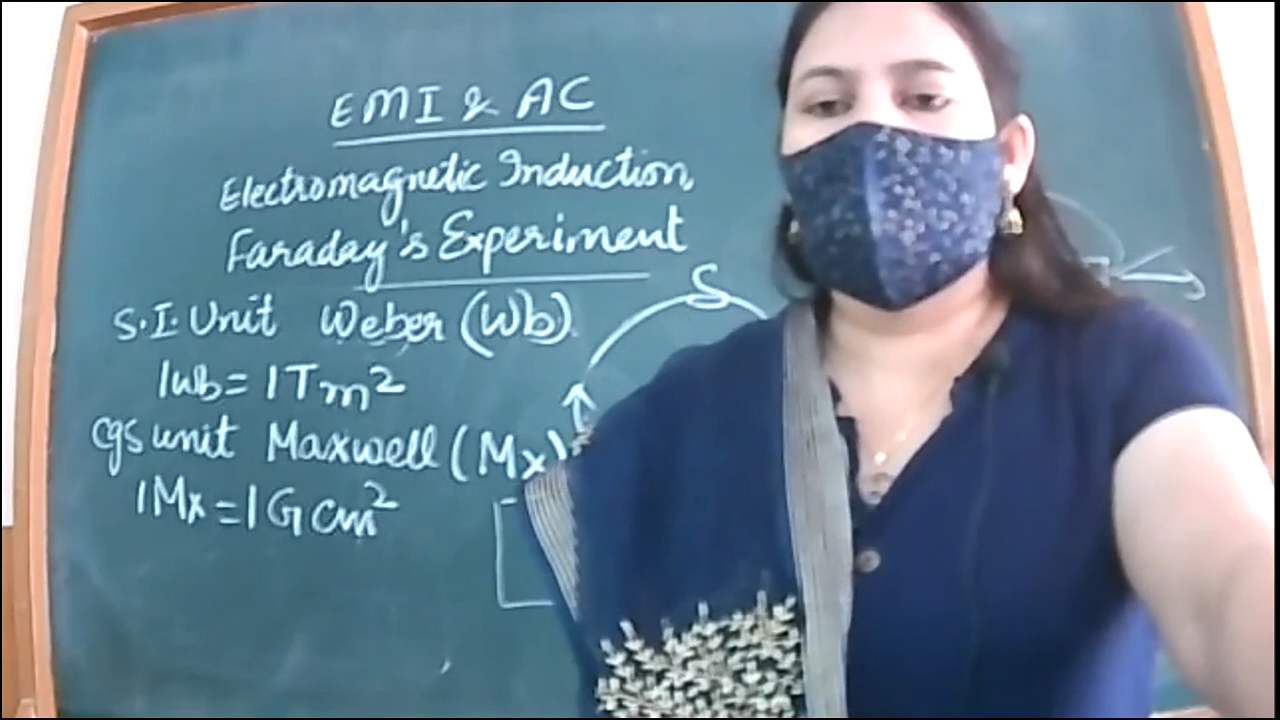 EMI & AC
Electromagnetic Induction,
Faraday's Experiment
S.I. Unit Weber (Wb)
1wb = 1Tm²
Cgs unit Maxwell (Mx)
1Mx = 1G cm²
S